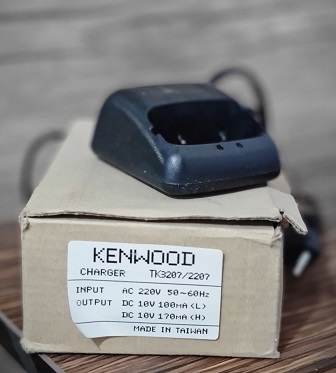 KENWOOD
CHARGER TK3207/2207
INPUT AC 220V 50~60Hz
OUTPUT DC 10V 100mA (L)
DC 10V 170mA (H)
MADE IN TAIWAN